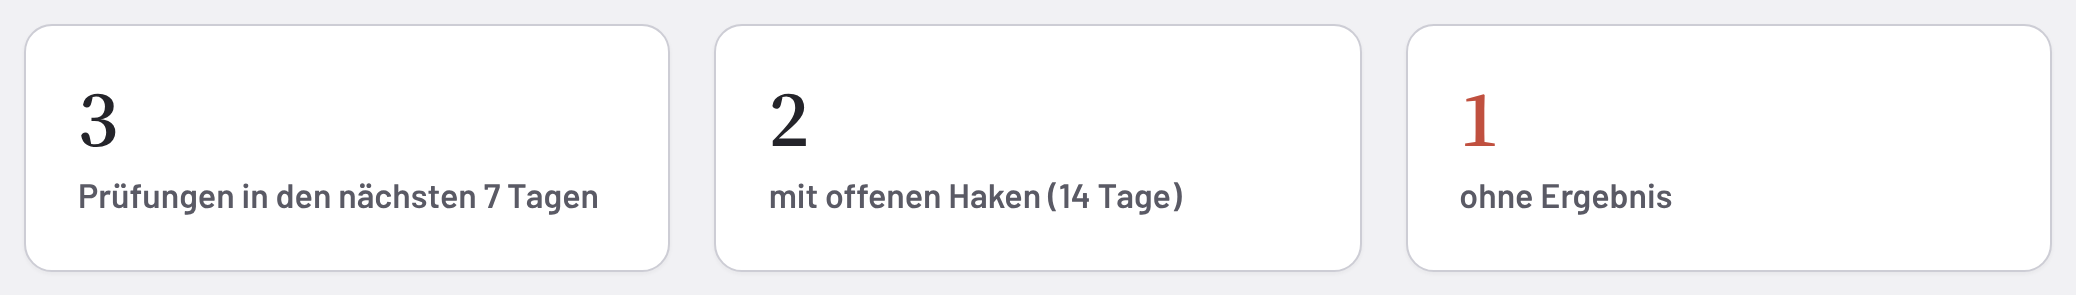 3
Prüfungen in den nächsten 7 Tagen
2
mit offenen Haken (14 Tage)
1
ohne Ergebnis